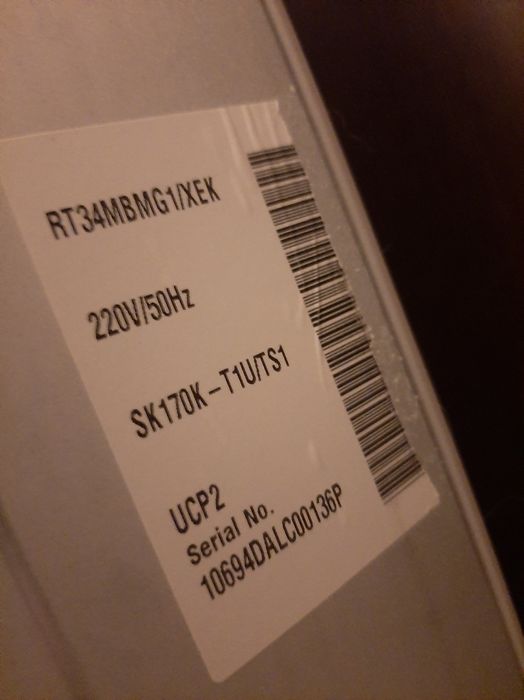 RT34MBMG1/XEK
220V/50Hz
SK170K-T1U/TS1
UCP2
Serial No.
10694DALC00136P